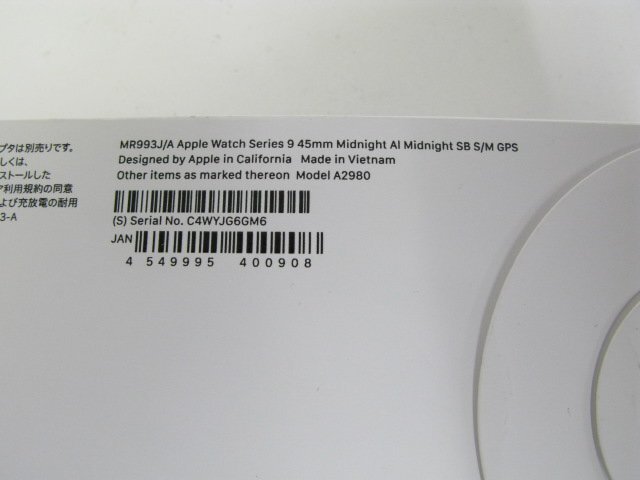 プタは別売りです。
しくは、
ストールした
ア利用規約の同意
よび充放電の耐用
3-A
MR993J/A Apple Watch Series 9 45mm Midnight Al Midnight SB S/M GPS
Designed by Apple in California Made in Vietnam
Other items as marked thereon Model A2980
(S) Serial No. C4WYJG6GM6
JAN
4 549995 400908